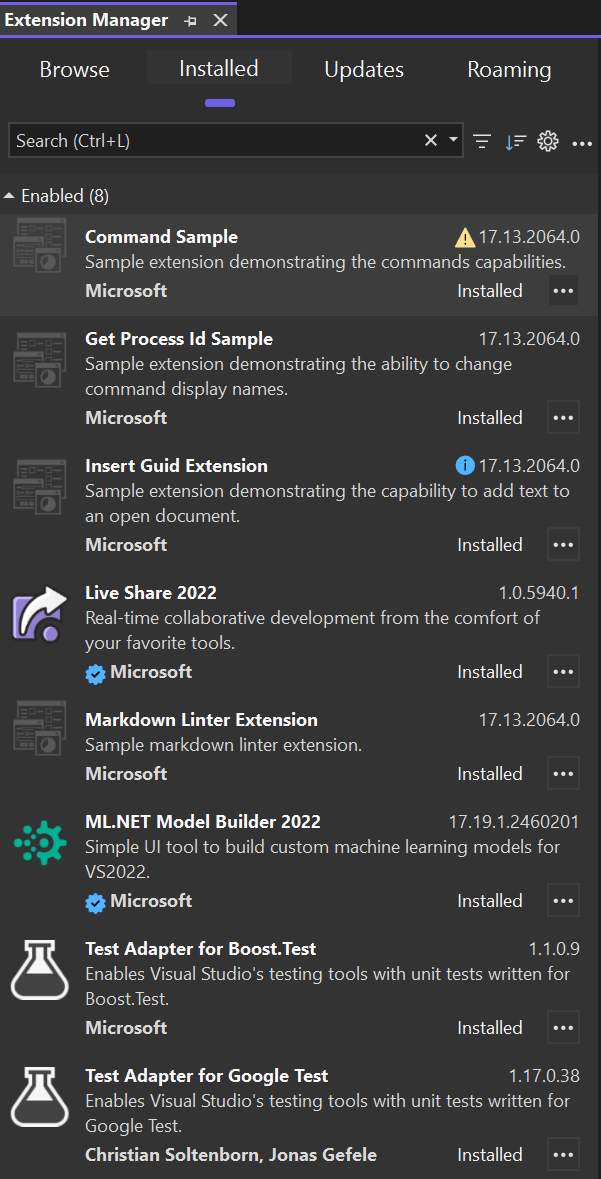 Extension Manager
Browse Installed Updates Roaming
Search (Ctrl+L)
Enabled (8)
Command Sample 17.13.2064.0
Sample extension demonstrating the commands capabilities.
Microsoft Installed
Get Process Id Sample 17.13.2064.0
Sample extension demonstrating the ability to change
command display names.
Microsoft Installed
Insert Guid Extension 17.13.2064.0
Sample extension demonstrating the capability to add text to
an open document.
Microsoft Installed
Live Share 2022 1.0.5940.1
Real-time collaborative development from the comfort of
your favorite tools.
Microsoft Installed
Markdown Linter Extension 17.13.2064.0
Sample markdown linter extension.
Microsoft Installed
ML.NET Model Builder 2022 17.19.1.2460201
Simple UI tool to build custom machine learning models for
VS2022.
Microsoft Installed
Test Adapter for Boost.Test 1.1.0.9
Enables Visual Studio's testing tools with unit tests written for
Boost.Test.
Microsoft Installed
Test Adapter for Google Test 1.17.0.38
Enables Visual Studio's testing tools with unit tests written for
Google Test.
Christian Soltenborn, Jonas Gefele Installed